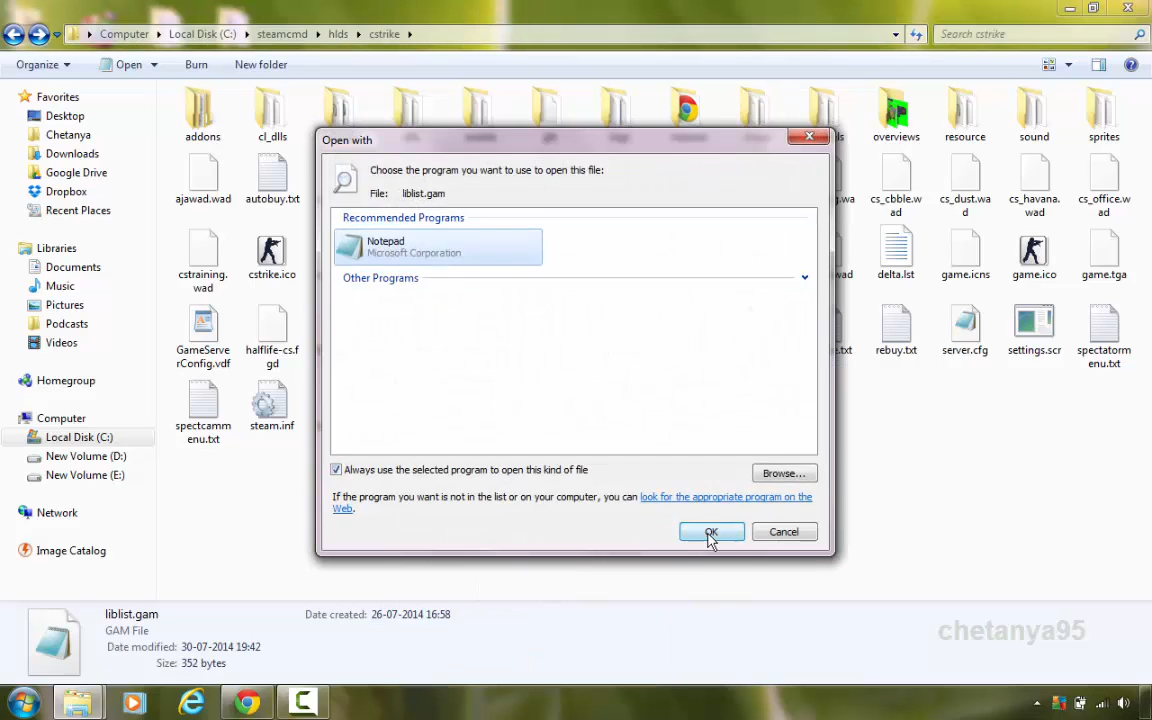 Computer
Local Disk (C:)
steamcmd
hlds
cstrike
Search cstrike
Organize
Open
Burn
New folder
Favorites
Desktop
Chetanya
Downloads
Google Drive
Dropbox
Recent Places
Libraries
Documents
Music
Pictures
Podcasts
Videos
Homegroup
Computer
Local Disk (C:)
New Volume (D:)
New Volume (E:)
Network
Image Catalog
addons
cl_dlls
overviews
resource
sound
sprites
ajawad.wad
autobuy.txt
cs_cbble.w
ad
cs_dust.wa
d
cs_havana.
wad
cs_office.w
ad
cstraining.
wad
cstrike.ico
delta.lst
game.icns
game.ico
game.tga
GameServe
rConfig.vdf
halflife-cs.f
gd
rebuy.txt
server.cfg
settings.scr
spectatorm
enu.txt
spectcamm
enu.txt
steam.inf
Open with
Choose the program you want to use to open this file:
File: liblist.gam
Recommended Programs
Notepad
Microsoft Corporation
Other Programs
Always use the selected program to open this kind of file
Browse...
If the program you want is not in the list or on your computer, you can look for the appropriate program on the
Web.
OK
Cancel
liblist.gam
GAM File
Date modified: 30-07-2014 19:42
Size: 352 bytes
Date created: 26-07-2014 16:58
chetanya95